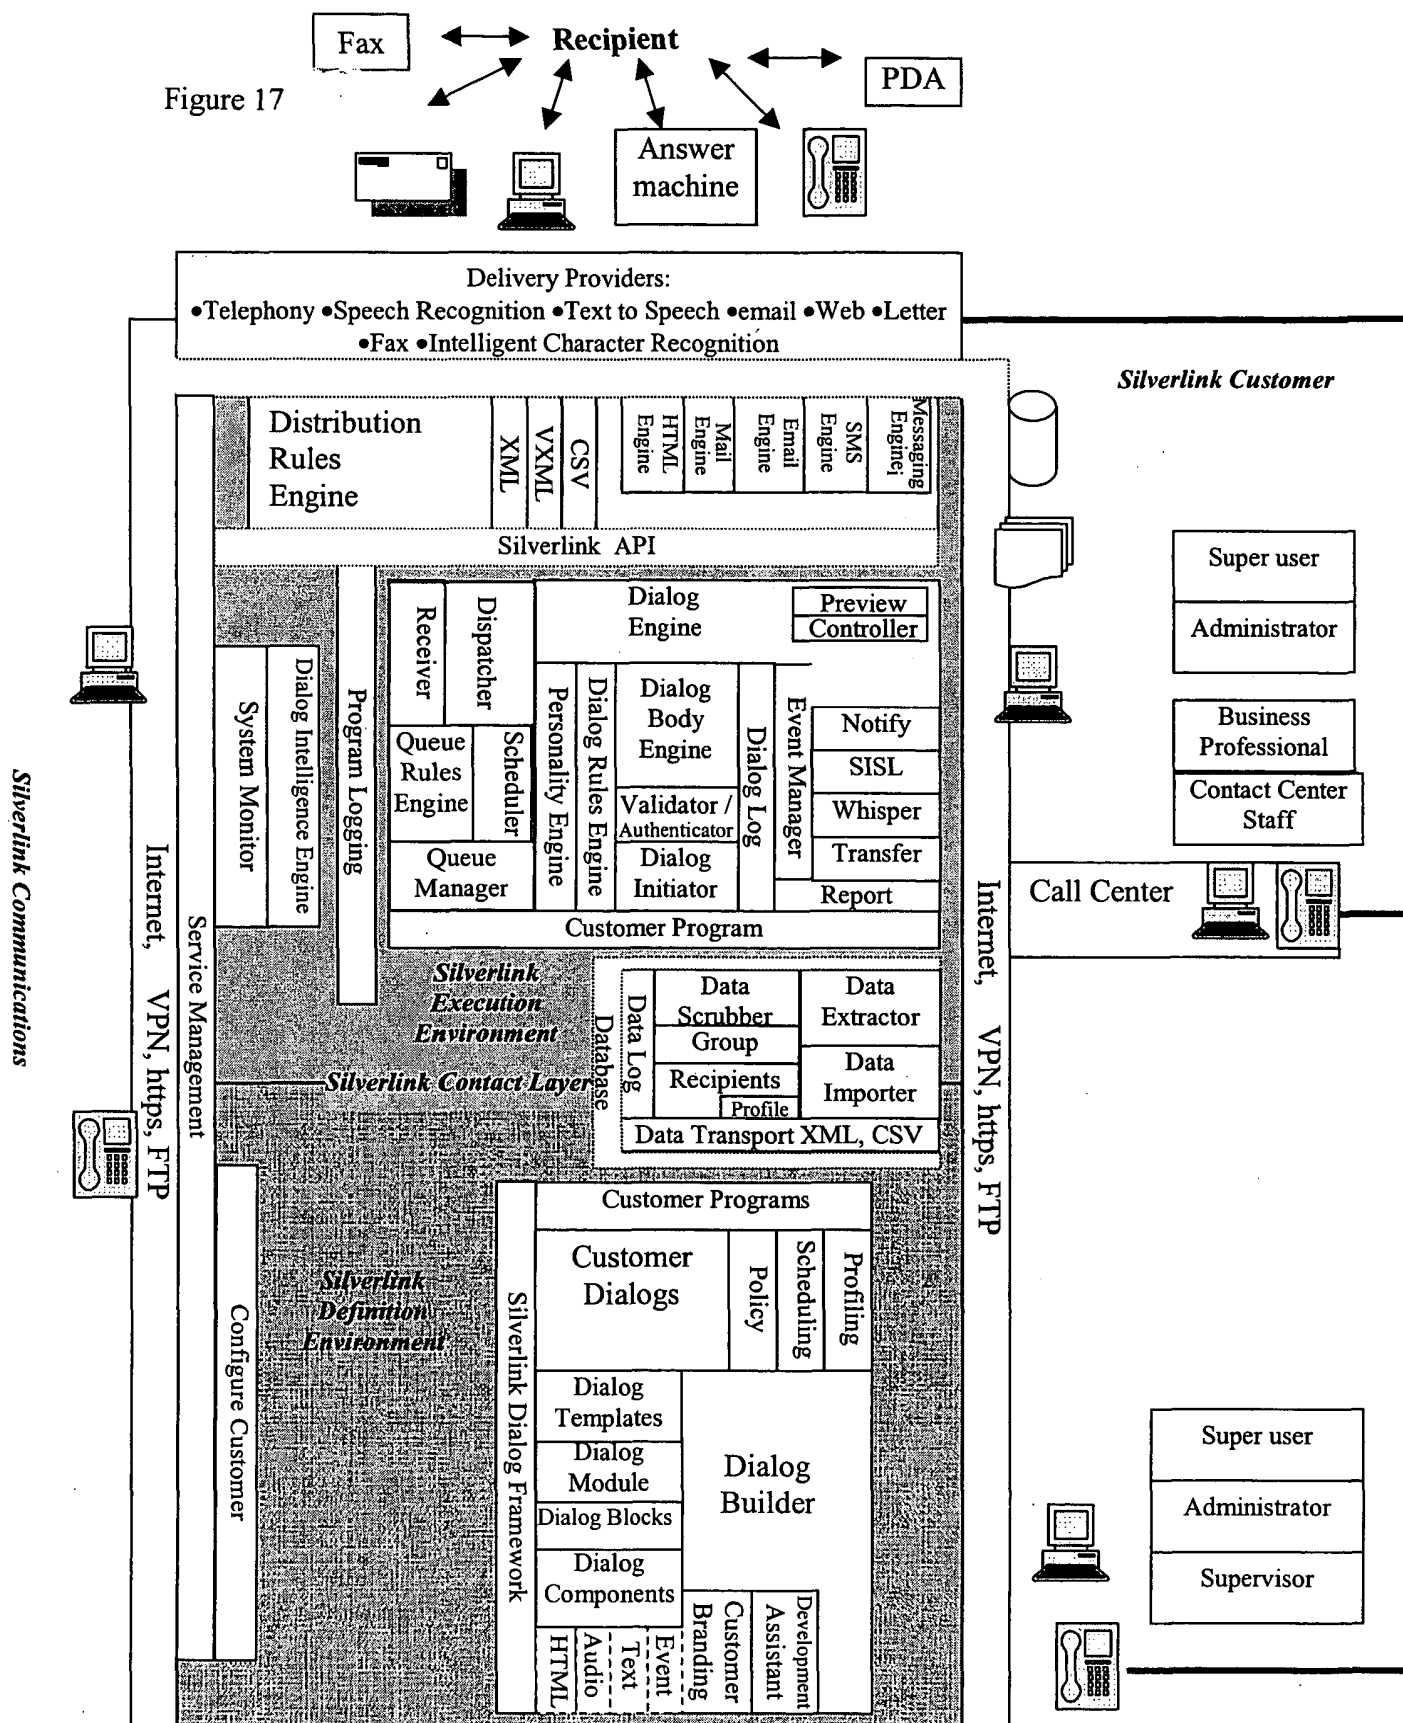 Fax
Recipient
PDA
Figure 17
Answer
machine
Delivery Providers:
•Telephony •Speech Recognition •Text to Speech •email •Web •Letter
•Fax •Intelligent Character Recognition
Silverlink Customer
Distribution
Rules
Engine
XML
VXML
CSV
HTML
Engine
Mail
Engine
Email
Engine
SMS
Engine
Messaging
Enginei
Silverlink API
Super user
Administrator
Business
Professional
Contact Center
Staff
Call Center
Receiver
Dispatcher
Dialog
Engine
Preview
Controller
Queue
Rules
Engine
Scheduler
Queue
Manager
Personality Engine
Dialog Rules Engine
Dialog
Body
Engine
Validator /
Authenticator
Dialog
Initiator
Dialog Log
Event Manager
Notify
SISL
Whisper
Transfer
Report
Customer Program
System Monitor
Dialog Intelligence Engine
Program Logging
Service Management
Internet, VPN, https, FTP
Silverlink Communications
Internet, VPN, https, FTP
Silverlink
Execution
Environment
Silverlink Contact Layer
Database
Data Log
Data
Scrubber
Group
Recipients
Profile
Data
Extractor
Data
Importer
Data Transport XML, CSV
Silverlink
Definition
Environment
Configure Customer
Silverlink Dialog Framework
Customer Programs
Customer
Dialogs
Policy
Scheduling
Profiling
Dialog
Templates
Dialog
Module
Dialog Blocks
Dialog
Components
Dialog
Builder
HTML
Audio
Text
Event
Customer
Branding
Development
Assistant
Super user
Administrator
Supervisor